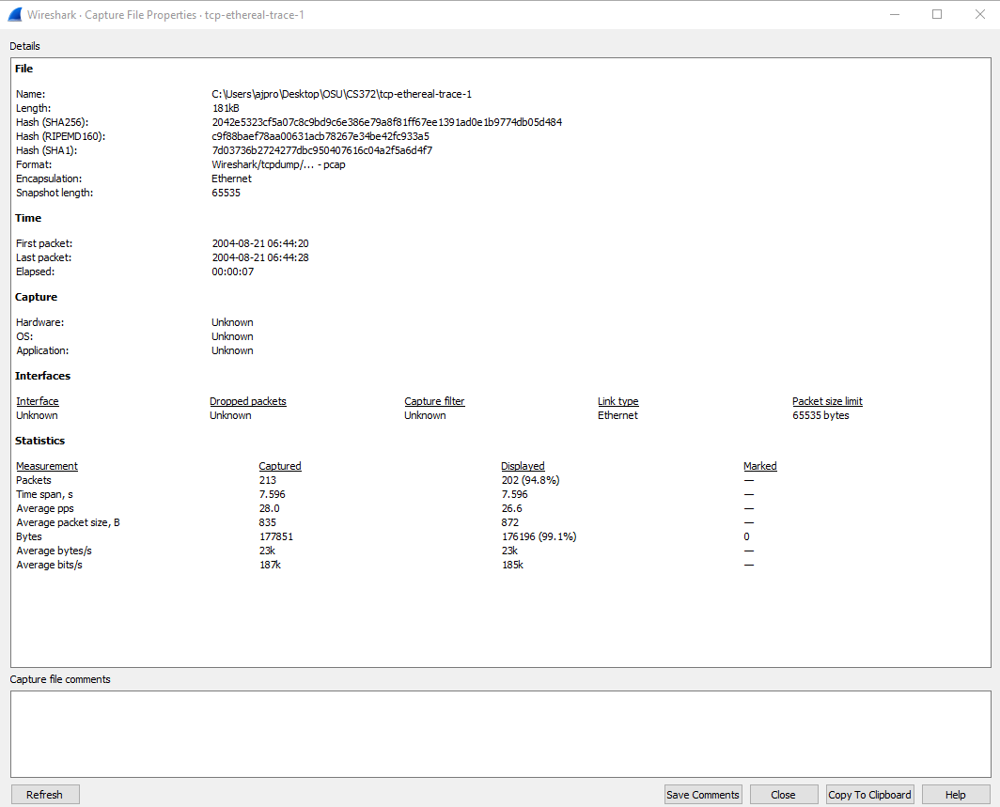 Wireshark · Capture File Properties · tcp-ethereal-trace-1
Details
File
Name: C:\Users\ajpro\Desktop\OSU\CS372\tcp-ethereal-trace-1
Length: 181kB
Hash (SHA256): 2042e5323cf5a07c8c9bd9c6e386e79a8f81ff67ee1391ad0e1b9774db05d484
Hash (RIPEMD160): c9f88baef78aa00631acb78267e34be42fc933a5
Hash (SHA1): 7d03736b2724277dbc950407616c04a2f5a6d4f7
Format: Wireshark/tcpdump/... - pcap
Encapsulation: Ethernet
Snapshot length: 65535
Time
First packet: 2004-08-21 06:44:20
Last packet: 2004-08-21 06:44:28
Elapsed: 00:00:07
Capture
Hardware: Unknown
OS: Unknown
Application: Unknown
Interfaces
Interface Dropped packets Capture filter Link type Packet size limit
Unknown Unknown Unknown Ethernet 65535 bytes
Statistics
Measurement Captured Displayed Marked
Packets 213 202 (94.8%) —
Time span, s 7.596 7.596 —
Average pps 28.0 26.6 —
Average packet size, B 835 872 —
Bytes 177851 176196 (99.1%) 0
Average bytes/s 23k 23k —
Average bits/s 187k 185k —
Capture file comments
Refresh Save Comments Close Copy To Clipboard Help